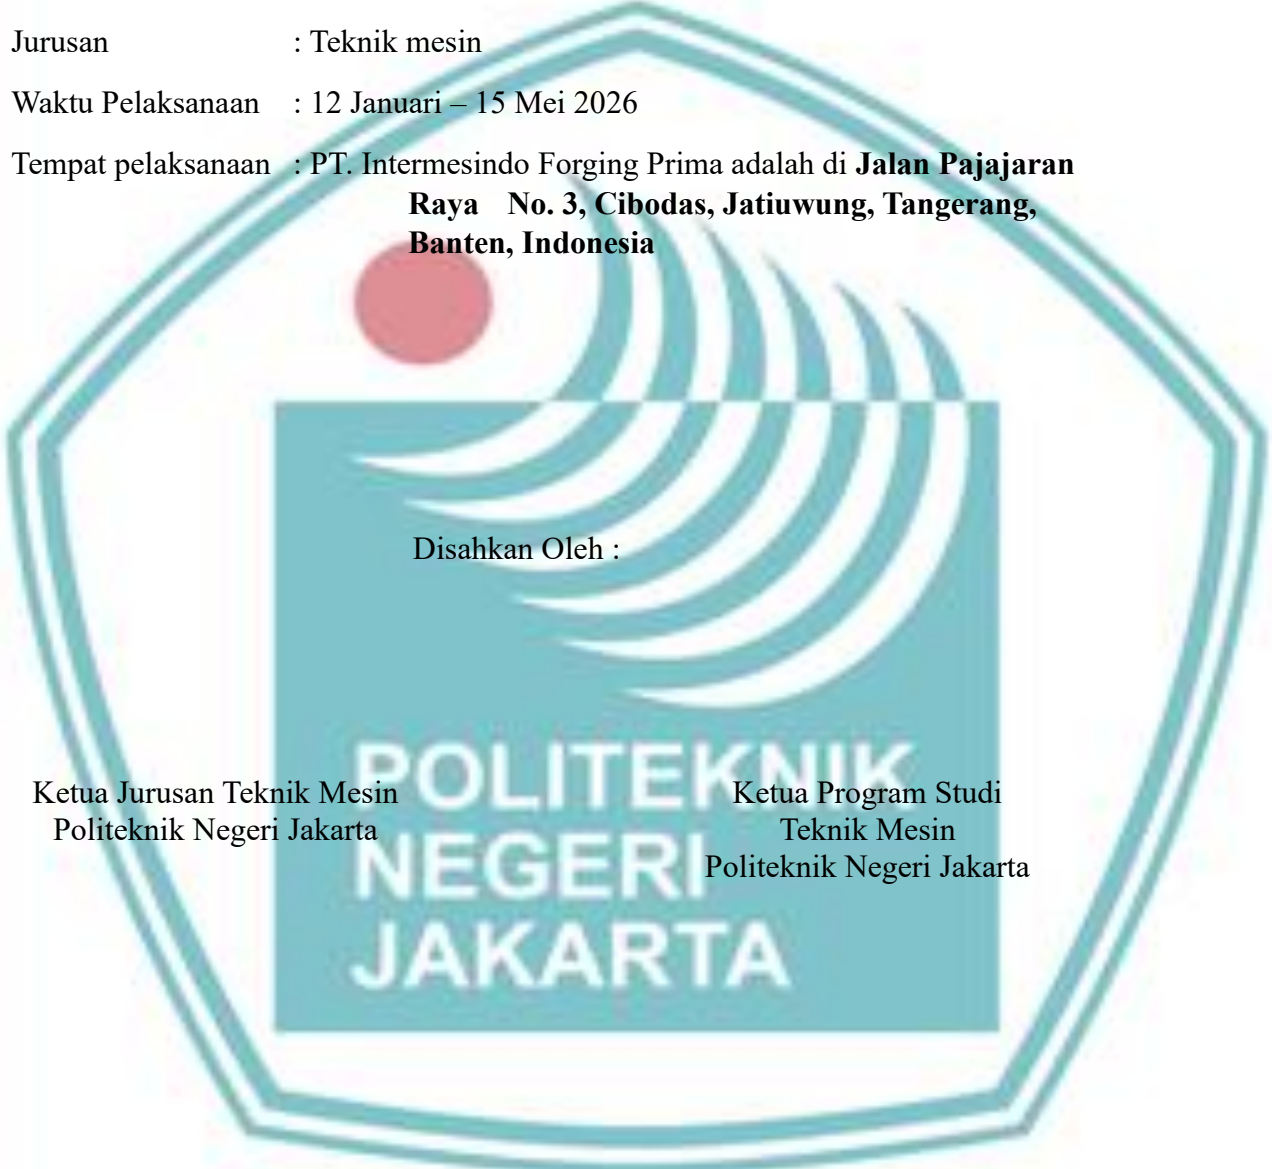 Jurusan : Teknik mesin
Waktu Pelaksanaan : 12 Januari – 15 Mei 2026
Tempat pelaksanaan : PT. Intermesindo Forging Prima adalah di Jalan Pajajaran
Raya No. 3, Cibodas, Jatiuwung, Tangerang,
Banten, Indonesia
Disahkan Oleh :
Ketua Jurusan Teknik Mesin
Politeknik Negeri Jakarta
Ketua Program Studi
Teknik Mesin
Politeknik Negeri Jakarta
POLITEKNIK
NEGERI
JAKARTA